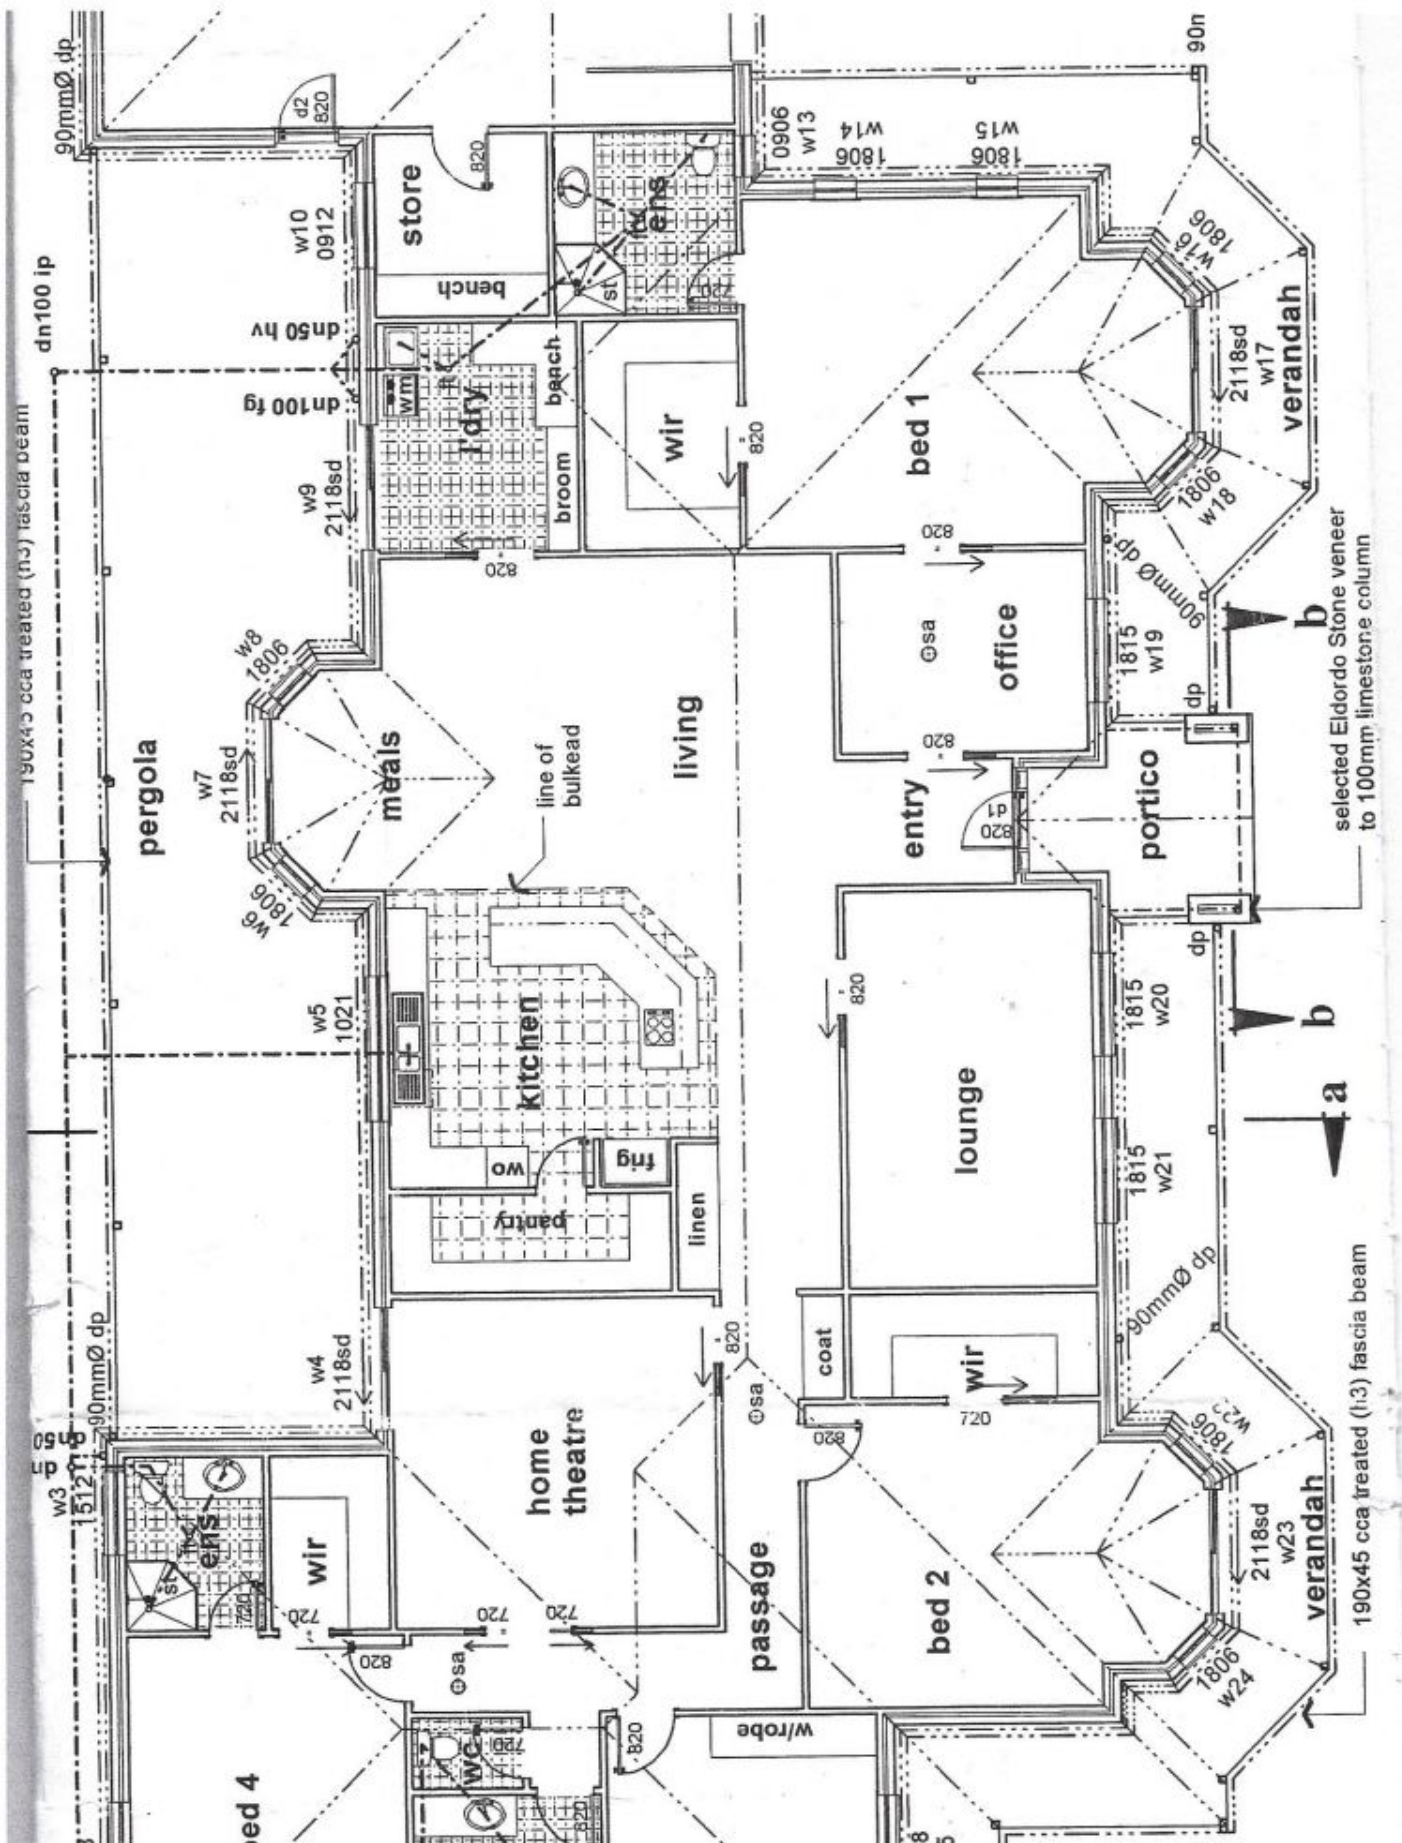 90mmØ dp
d2
820
90m
0906
w13
1806
w14
1806
w15
store
820
w10
0912
bench
ens
st
720
w16
1806
dn100 ip
dn50 hv
dn100 fg
wm
l'dry
bench
broom
wir
820
bed 1
2118sd
w17
verandah
190x45 cca treated (h3) fascia beam
w9
2118sd
820
820
1806
w18
90mmØ dp
selected Eldordo Stone veneer
to 100mm limestone column
w8
1806
sa
office
1815
w19
b
dp
pergola
w7
2118sd
meals
line of
bulkead
living
820
entry
820
d1
portico
w6
1806
kitchen
w5
1021
820
lounge
dp
1815
w20
b
a
wo
frig
1815
w21
pantry
linen
90mmØ dp
190x45 cca treated (h3) fascia beam
90mmØ dp
w4
2118sd
820
coat
wir
720
sa
dn50
w3
1512
home
theatre
820
w22
1806
ens
st
720
wir
720
720
720
passage
bed 2
2118sd
w23
verandah
820
sa
1806
w24
wc
720
820
w/robe
bed 4
820